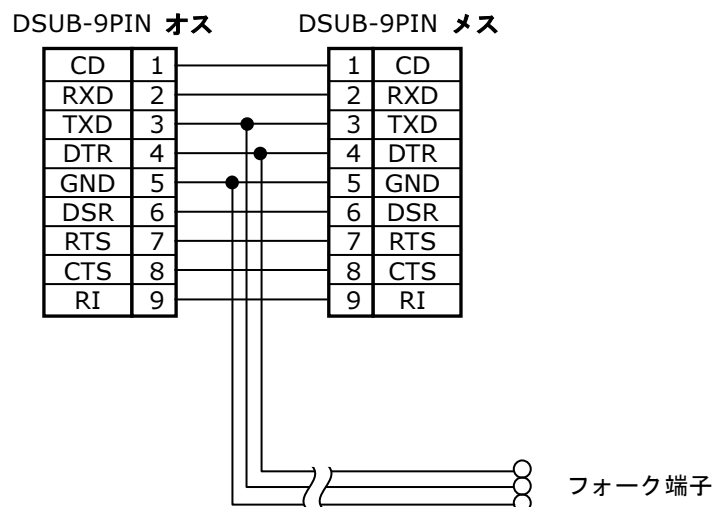 DSUB-9PIN オス DSUB-9PIN メス
CD 1 1 CD
RXD 2 2 RXD
TXD 3 3 TXD
DTR 4 4 DTR
GND 5 5 GND
DSR 6 6 DSR
RTS 7 7 RTS
CTS 8 8 CTS
RI 9 9 RI
フォーク端子